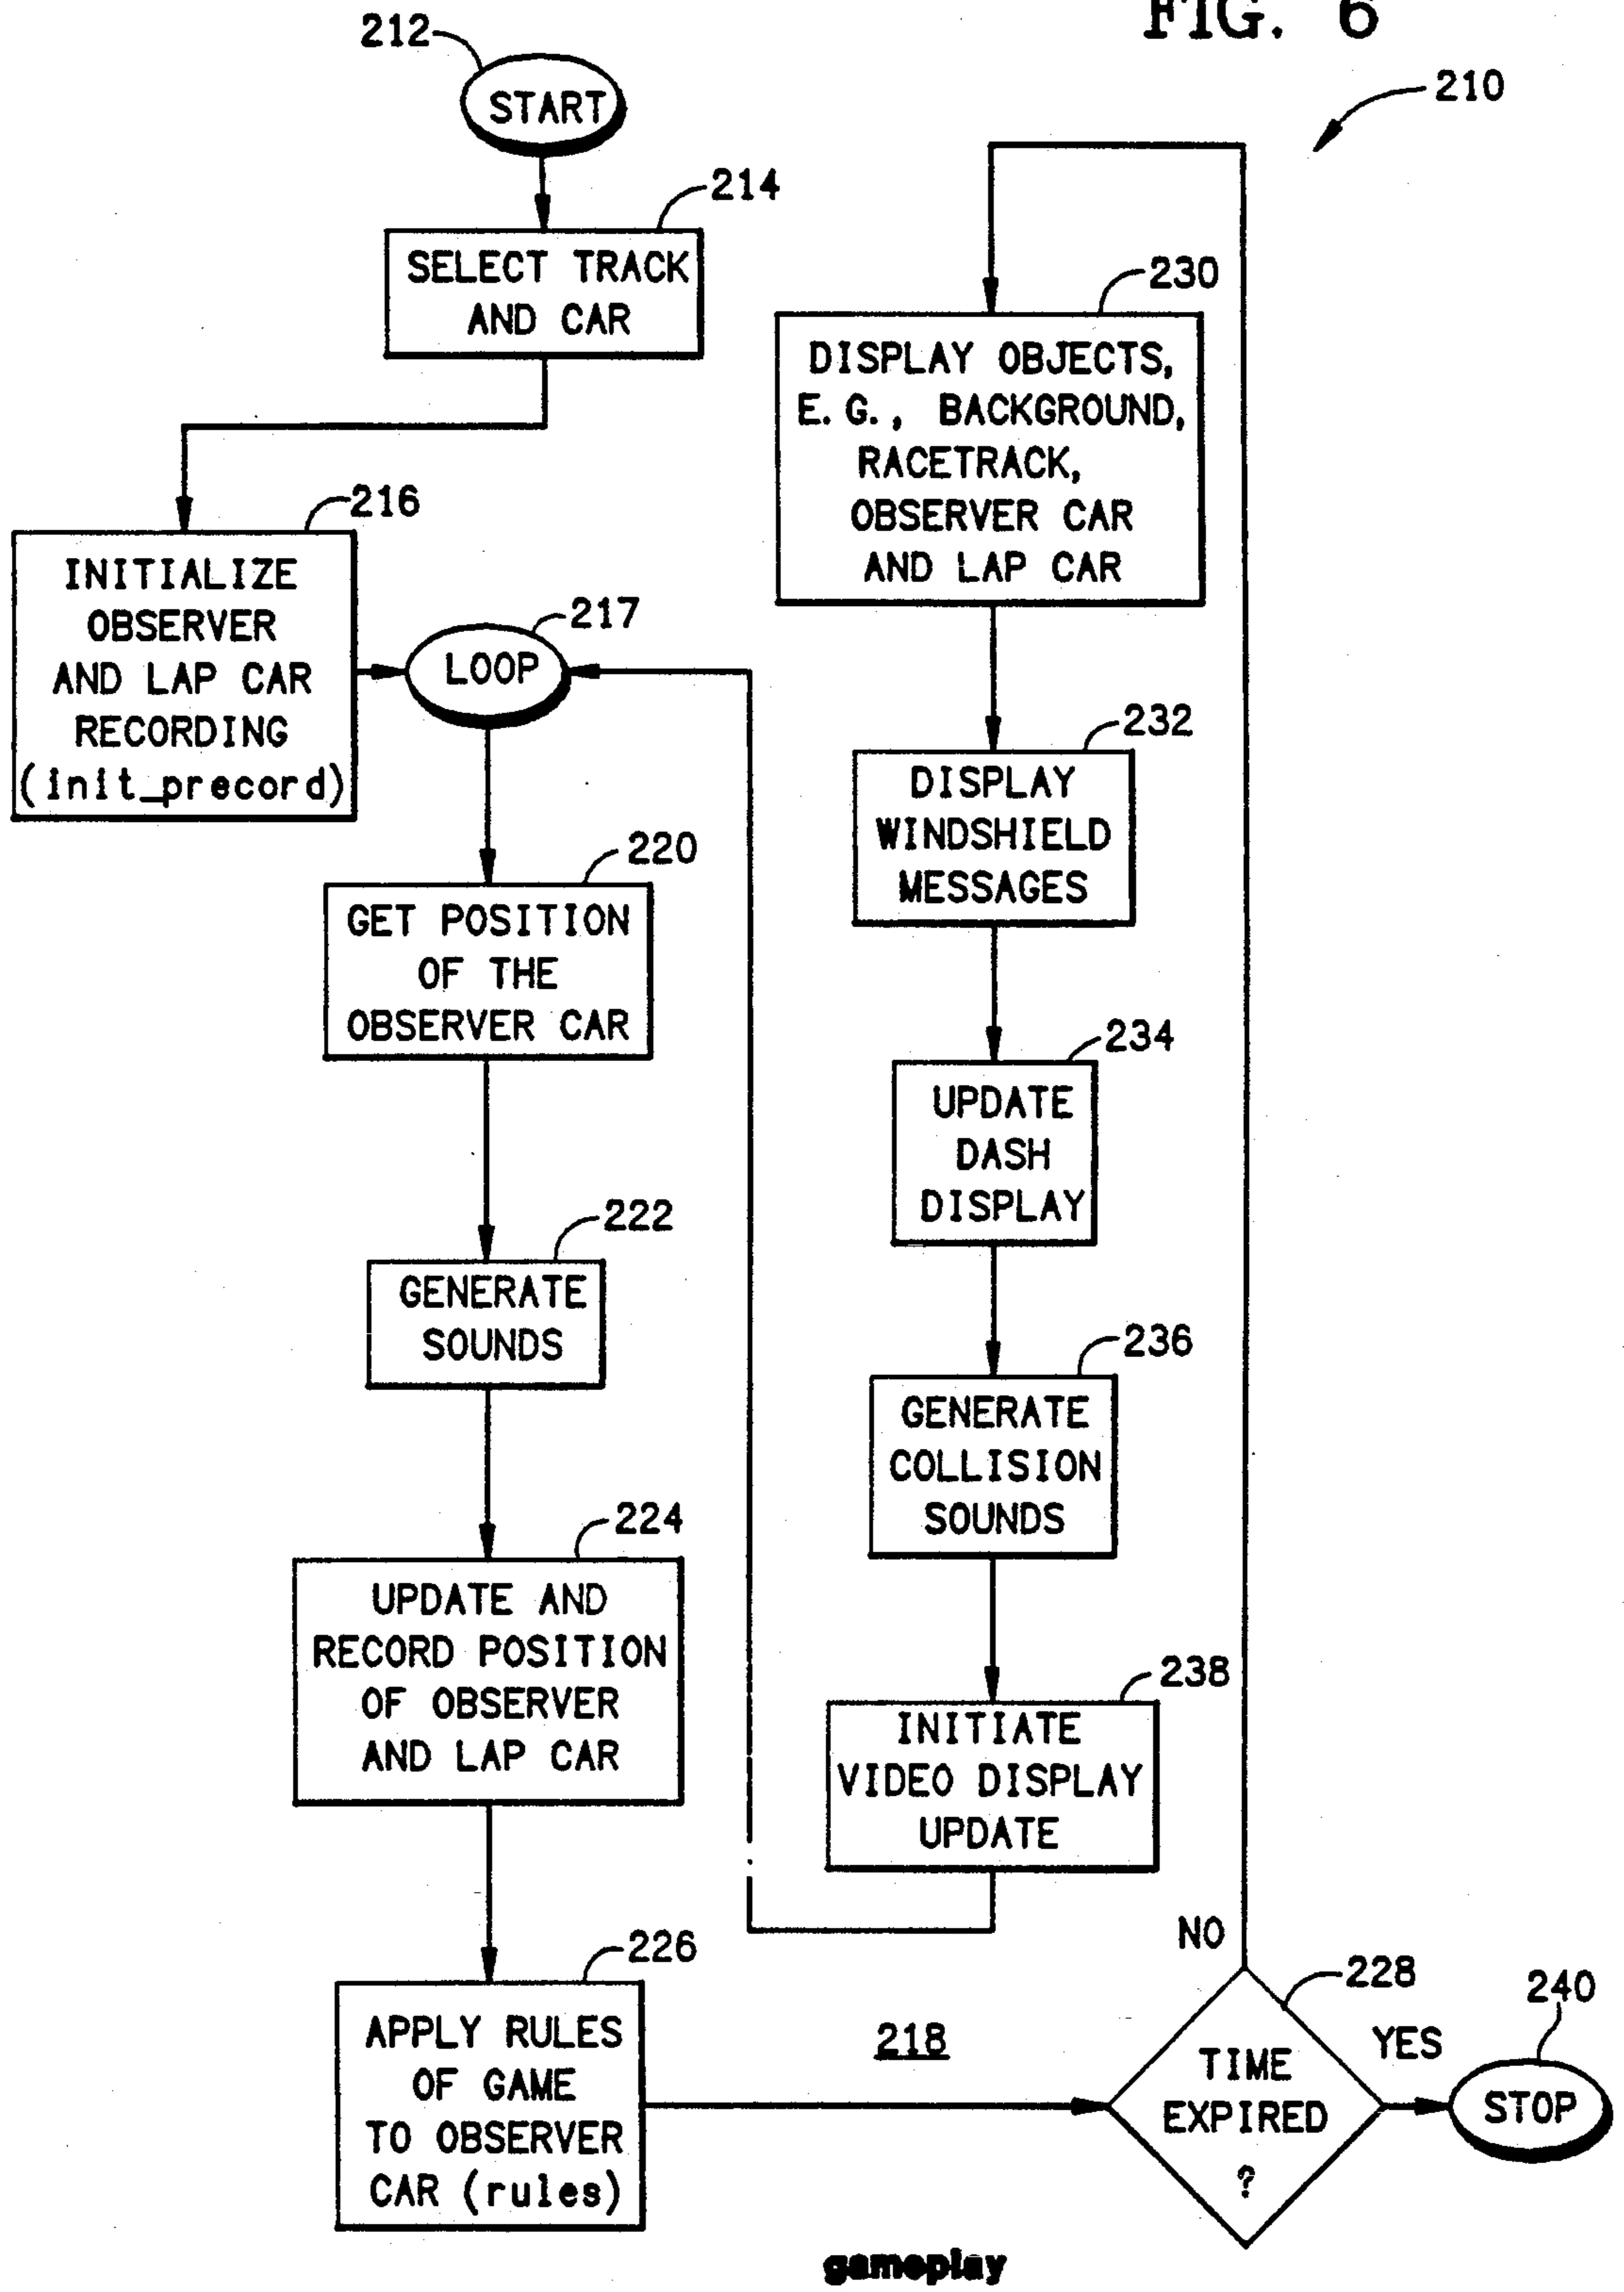 FIG. 6
210
212
START
214
SELECT TRACK
AND CAR
216
INITIALIZE
OBSERVER
AND LAP CAR
RECORDING
(init_precord)
217
LOOP
220
GET POSITION
OF THE
OBSERVER CAR
222
GENERATE
SOUNDS
224
UPDATE AND
RECORD POSITION
OF OBSERVER
AND LAP CAR
226
APPLY RULES
OF GAME
TO OBSERVER
CAR (rules)
218
228
TIME
EXPIRED
?
NO
YES
240
STOP
230
DISPLAY OBJECTS,
E.G., BACKGROUND,
RACETRACK,
OBSERVER CAR
AND LAP CAR
232
DISPLAY
WINDSHIELD
MESSAGES
234
UPDATE
DASH
DISPLAY
236
GENERATE
COLLISION
SOUNDS
238
INITIATE
VIDEO DISPLAY
UPDATE
gameplay